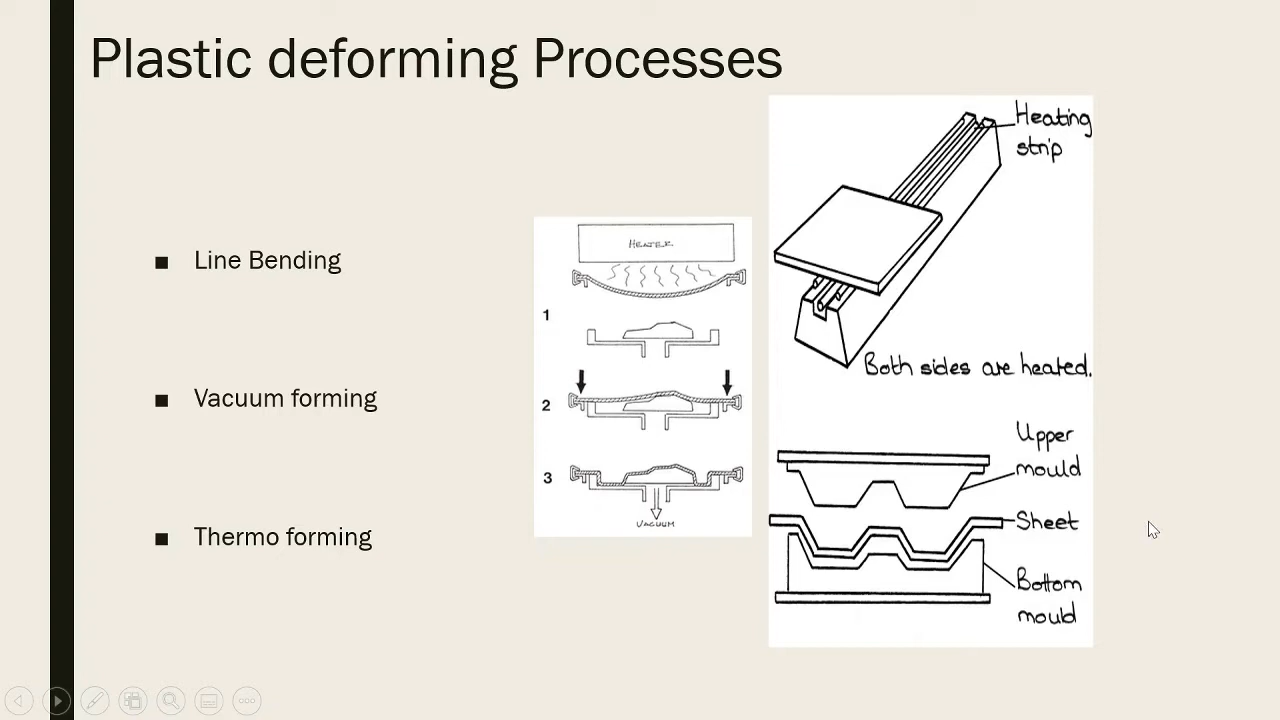 Plastic deforming Processes
Line Bending
Vacuum forming
Thermo forming
HEATER
1
2
3
VACUUM
Heating
strip
Both sides are heated.
Upper
mould
Sheet
Bottom
mould